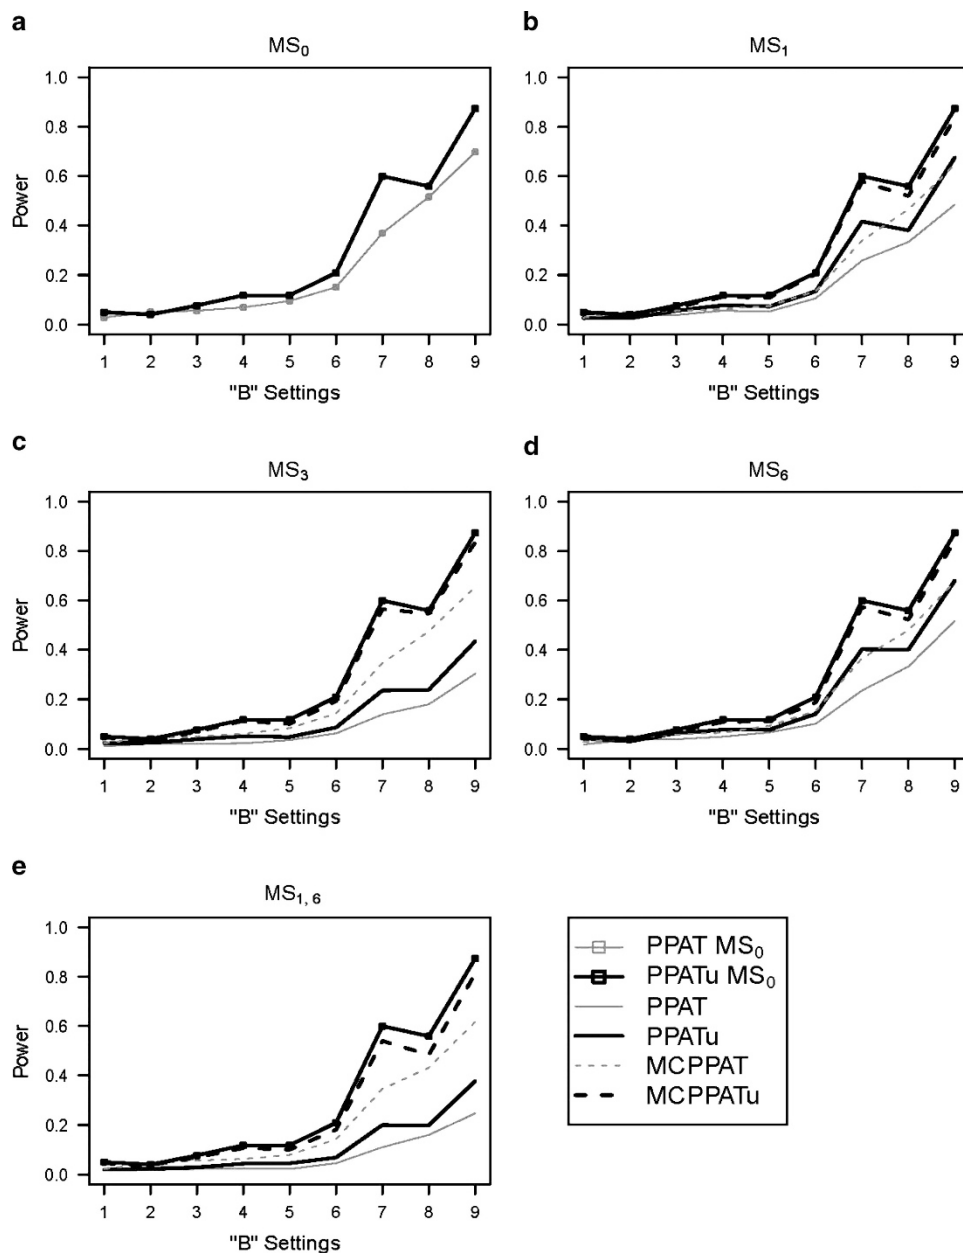 a
MS0
1.0
0.8
0.6
0.4
0.2
0.0
Power
1 2 3 4 5 6 7 8 9
"B" Settings
b
MS1
1.0
0.8
0.6
0.4
0.2
0.0
Power
1 2 3 4 5 6 7 8 9
"B" Settings
c
MS3
1.0
0.8
0.6
0.4
0.2
0.0
Power
1 2 3 4 5 6 7 8 9
"B" Settings
d
MS6
1.0
0.8
0.6
0.4
0.2
0.0
Power
1 2 3 4 5 6 7 8 9
"B" Settings
e
MS1, 6
1.0
0.8
0.6
0.4
0.2
0.0
Power
1 2 3 4 5 6 7 8 9
"B" Settings
PPAT MS0
PPATu MS0
PPAT
PPATu
MCPPAT
MCPPATu